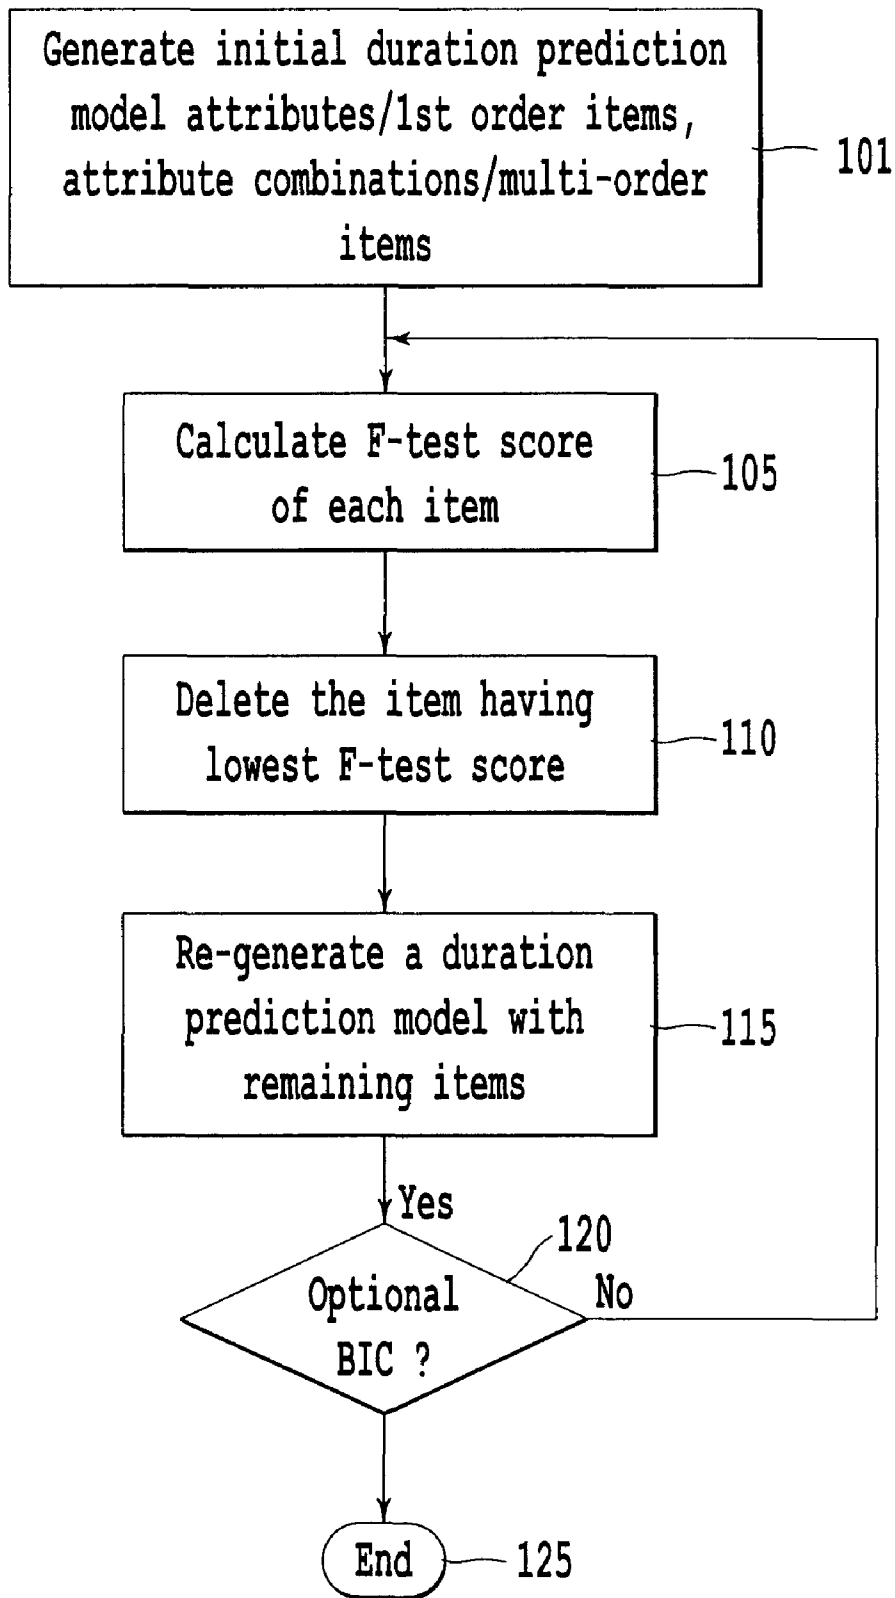 Generate initial duration prediction
model attributes/1st order items,
attribute combinations/multi-order
items
101
Calculate F-test score
of each item
105
Delete the item having
lowest F-test score
110
Re-generate a duration
prediction model with
remaining items
115
Yes
120
Optional
BIC ?
No
End
125